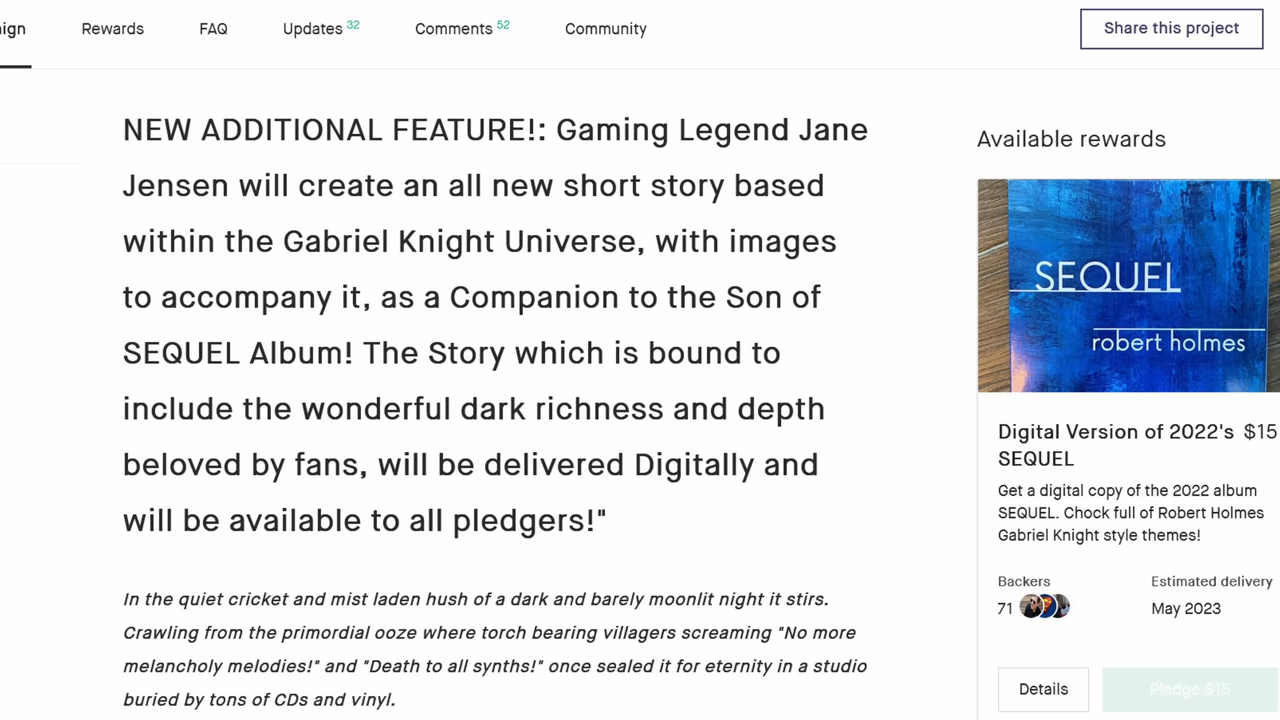 ign
Rewards
FAQ
Updates 32
Comments 52
Community
Share this project
NEW ADDITIONAL FEATURE!: Gaming Legend Jane
Jensen will create an all new short story based
within the Gabriel Knight Universe, with images
to accompany it, as a Companion to the Son of
SEQUEL Album! The Story which is bound to
include the wonderful dark richness and depth
beloved by fans, will be delivered Digitally and
will be available to all pledgers!"
In the quiet cricket and mist laden hush of a dark and barely moonlit night it stirs.
Crawling from the primordial ooze where torch bearing villagers screaming "No more
melancholy melodies!" and "Death to all synths!" once sealed it for eternity in a studio
buried by tons of CDs and vinyl.
Available rewards
SEQUEL
robert holmes
Digital Version of 2022's $15
SEQUEL
Get a digital copy of the 2022 album
SEQUEL. Chock full of Robert Holmes
Gabriel Knight style themes!
Backers
71
Estimated delivery
May 2023
Details
Pledge $15